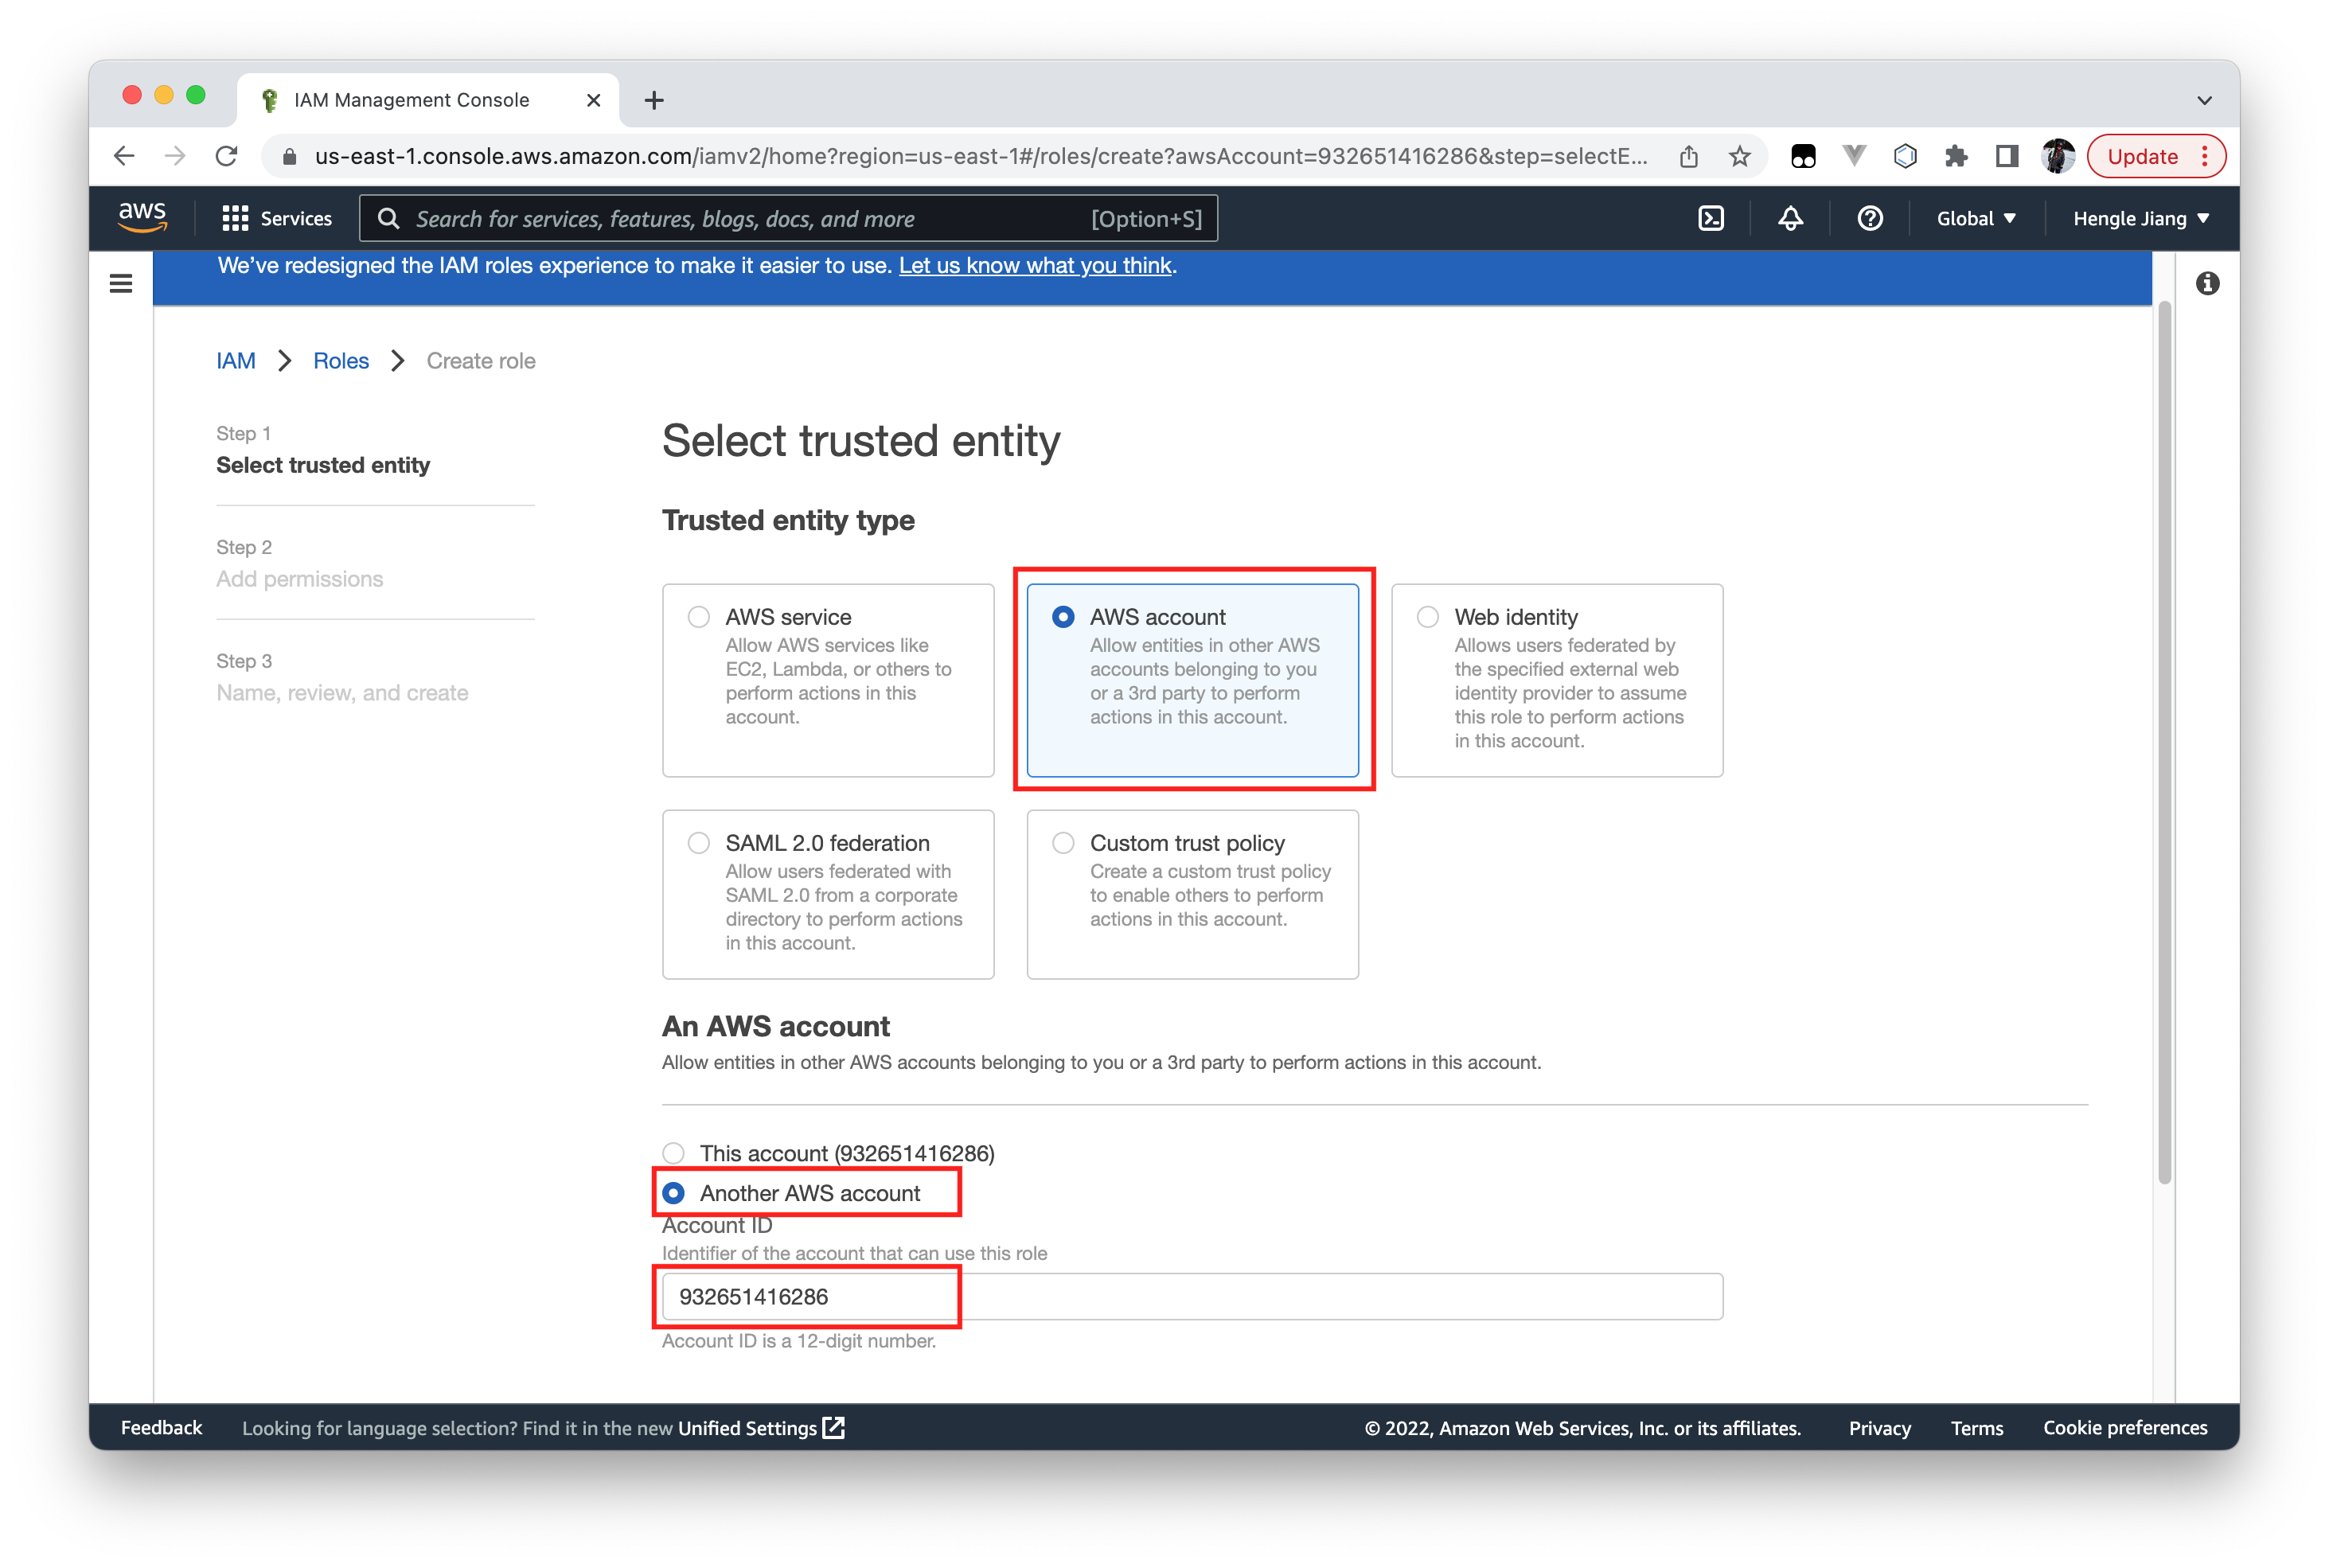 IAM Management Console
us-east-1.console.aws.amazon.com/iamv2/home?region=us-east-1#/roles/create?awsAccount=932651416286&step=selectE...
Update
aws
Services
Search for services, features, blogs, docs, and more
[Option+S]
Global
Hengle Jiang
We've redesigned the IAM roles experience to make it easier to use. Let us know what you think.
IAM
Roles
Create role
Step 1
Select trusted entity
Step 2
Add permissions
Step 3
Name, review, and create
Select trusted entity
Trusted entity type
AWS service
Allow AWS services like
EC2, Lambda, or others to
perform actions in this
account.
AWS account
Allow entities in other AWS
accounts belonging to you
or a 3rd party to perform
actions in this account.
Web identity
Allows users federated by
the specified external web
identity provider to assume
this role to perform actions
in this account.
SAML 2.0 federation
Allow users federated with
SAML 2.0 from a corporate
directory to perform actions
in this account.
Custom trust policy
Create a custom trust policy
to enable others to perform
actions in this account.
An AWS account
Allow entities in other AWS accounts belonging to you or a 3rd party to perform actions in this account.
This account (932651416286)
Another AWS account
Account ID
Identifier of the account that can use this role
932651416286
Account ID is a 12-digit number.
Feedback
Looking for language selection? Find it in the new Unified Settings
© 2022, Amazon Web Services, Inc. or its affiliates.
Privacy
Terms
Cookie preferences